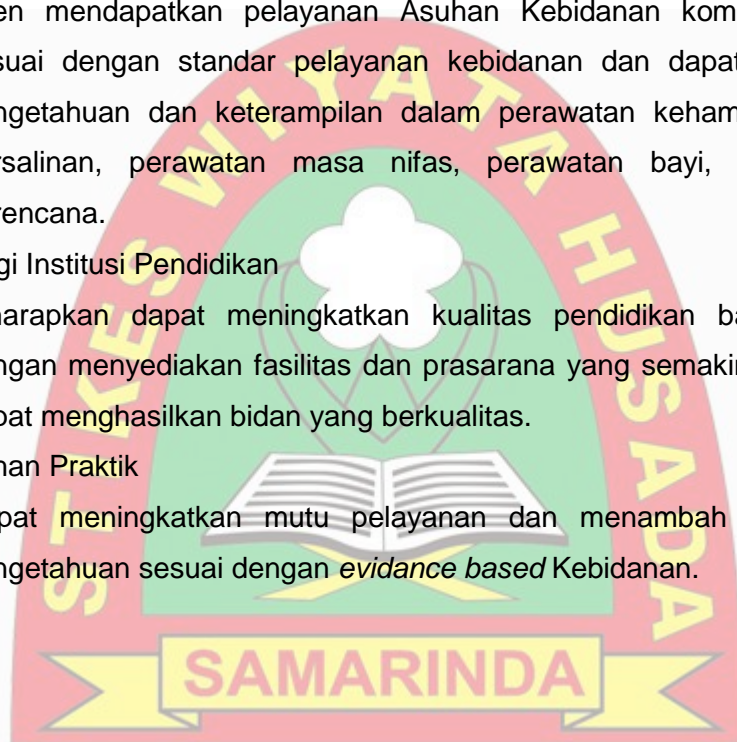 en mendapatkan pelayanan Asuhan Kebidanan kom
suai dengan standar pelayanan kebidanan dan dapat
ngetahuan dan keterampilan dalam perawatan keham
rsalinan, perawatan masa nifas, perawatan bayi,
rencana.
gi Institusi Pendidikan
harapkan dapat meningkatkan kualitas pendidikan ba
ngan menyediakan fasilitas dan prasarana yang semakin
pat menghasilkan bidan yang berkualitas.
han Praktik
pat meningkatkan mutu pelayanan dan menambah
ngetahuan sesuai dengan evidance based Kebidanan.
STIKES WIYATA HUSADA
SAMARINDA